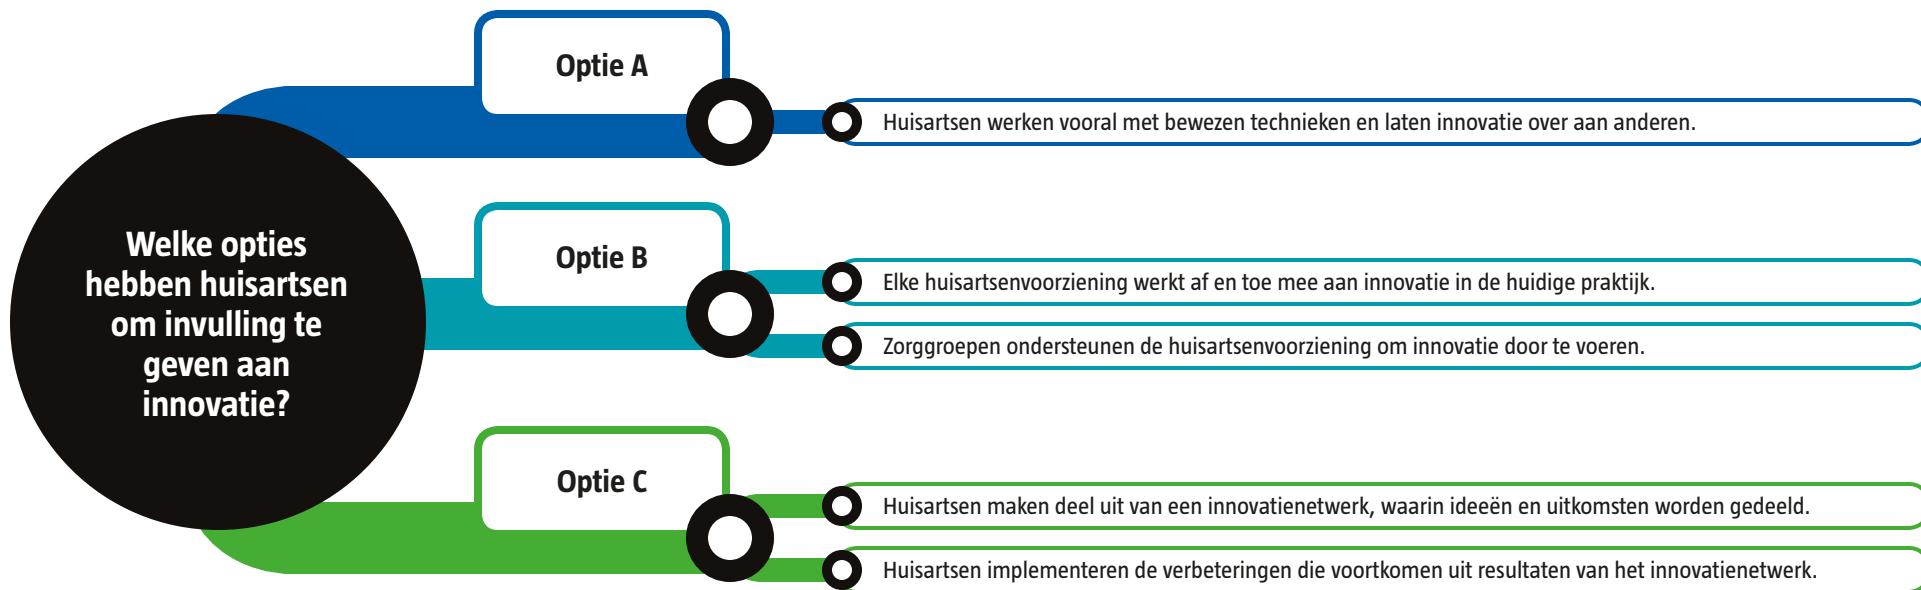 Welke opties
hebben huisartsen
om invulling te
geven aan
innovatie?
Optie A
Huisartsen werken vooral met bewezen technieken en laten innovatie over aan anderen.
Optie B
Elke huisartsenvoorziening werkt af en toe mee aan innovatie in de huidige praktijk.
Zorggroepen ondersteunen de huisartsenvoorziening om innovatie door te voeren.
Optie C
Huisartsen maken deel uit van een innovatienetwerk, waarin ideeën en uitkomsten worden gedeeld.
Huisartsen implementeren de verbeteringen die voortkomen uit resultaten van het innovatienetwerk.